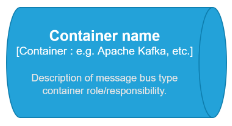 Container name
[Container : e.g. Apache Kafka, etc.]
Description of message bus type
container role/responsibility.